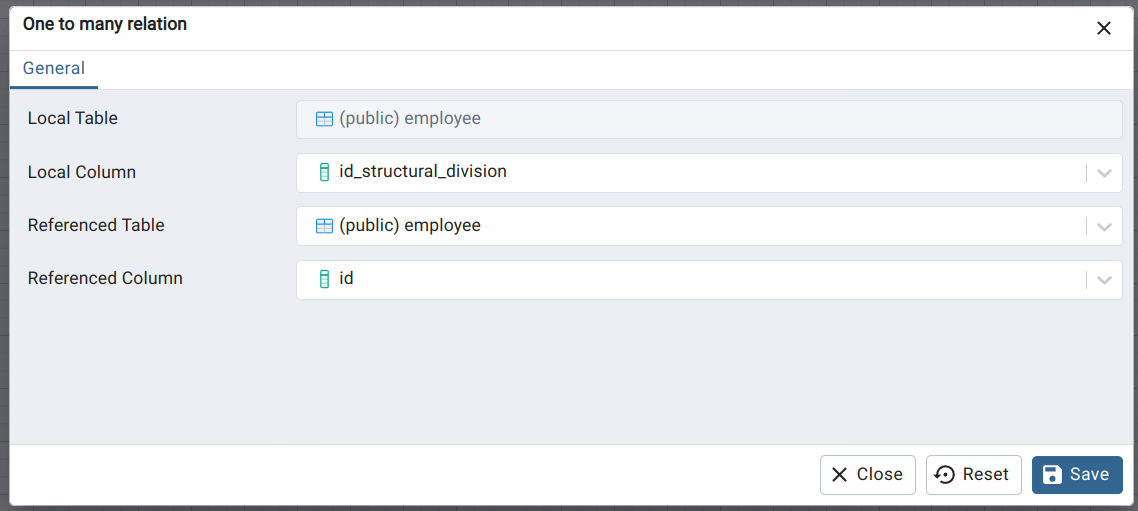 One to many relation
General
Local Table (public) employee
Local Column id_structural_division
Referenced Table (public) employee
Referenced Column id
Close Reset Save